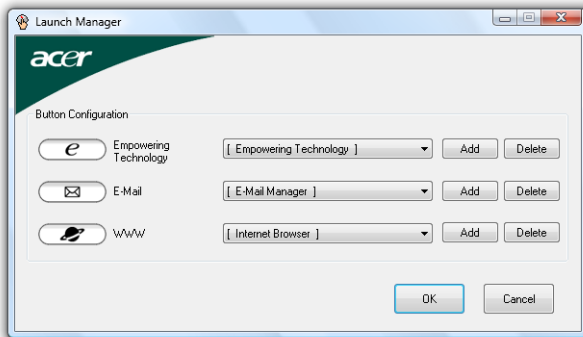 Launch Manager
acer
Button Configuration
e
Empowering
Technology
[ Empowering Technology ]
Add
Delete
E-Mail
[ E-Mail Manager ]
Add
Delete
WWW
[ Internet Browser ]
Add
Delete
OK
Cancel